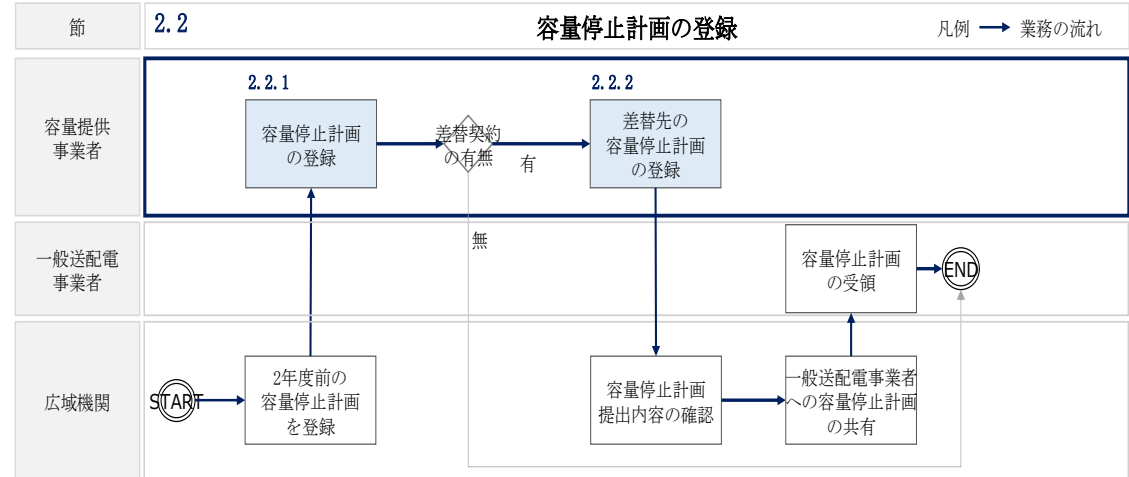 節
2.2
容量停止計画の登録
凡例
業務の流れ
容量提供
事業者
2.2.1
容量停止計画
の登録
差替契約
の有無
有
無
2.2.2
差替先の
容量停止計画
の登録
一般送配電
事業者
容量停止計画
の受領
END
広域機関
START
2年度前の
容量停止計画
を登録
容量停止計画
提出内容の確認
一般送配電事業者
への容量停止計画
の共有